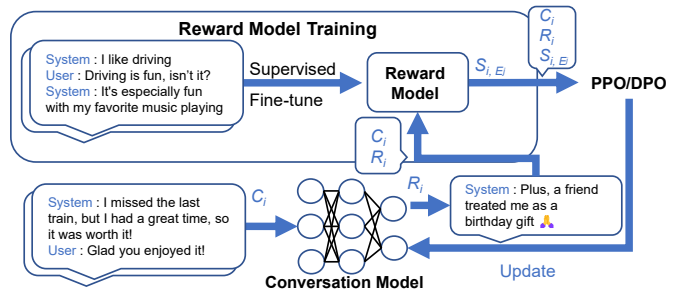 Reward Model Training
System : I like driving
User : Driving is fun, isn't it?
System : It's especially fun
with my favorite music playing
Supervised
Fine-tune
Reward
Model
S_{i, Ej}
C_i
R_i
S_{i, Ej}
PPO/DPO
C_i
R_i
System : I missed the last
train, but I had a great time, so
it was worth it!
User : Glad you enjoyed it!
C_i
R_i
System : Plus, a friend
treated me as a
birthday gift 🙏
Update
Conversation Model